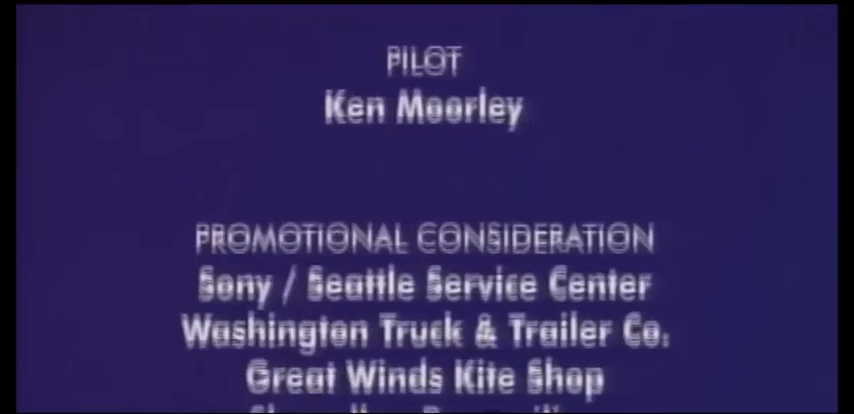 PILOT
Ken Moorley
PROMOTIONAL CONSIDERATION
Sony / Seattle Service Center
Washington Truck & Trailer Co.
Great Winds Kite Shop